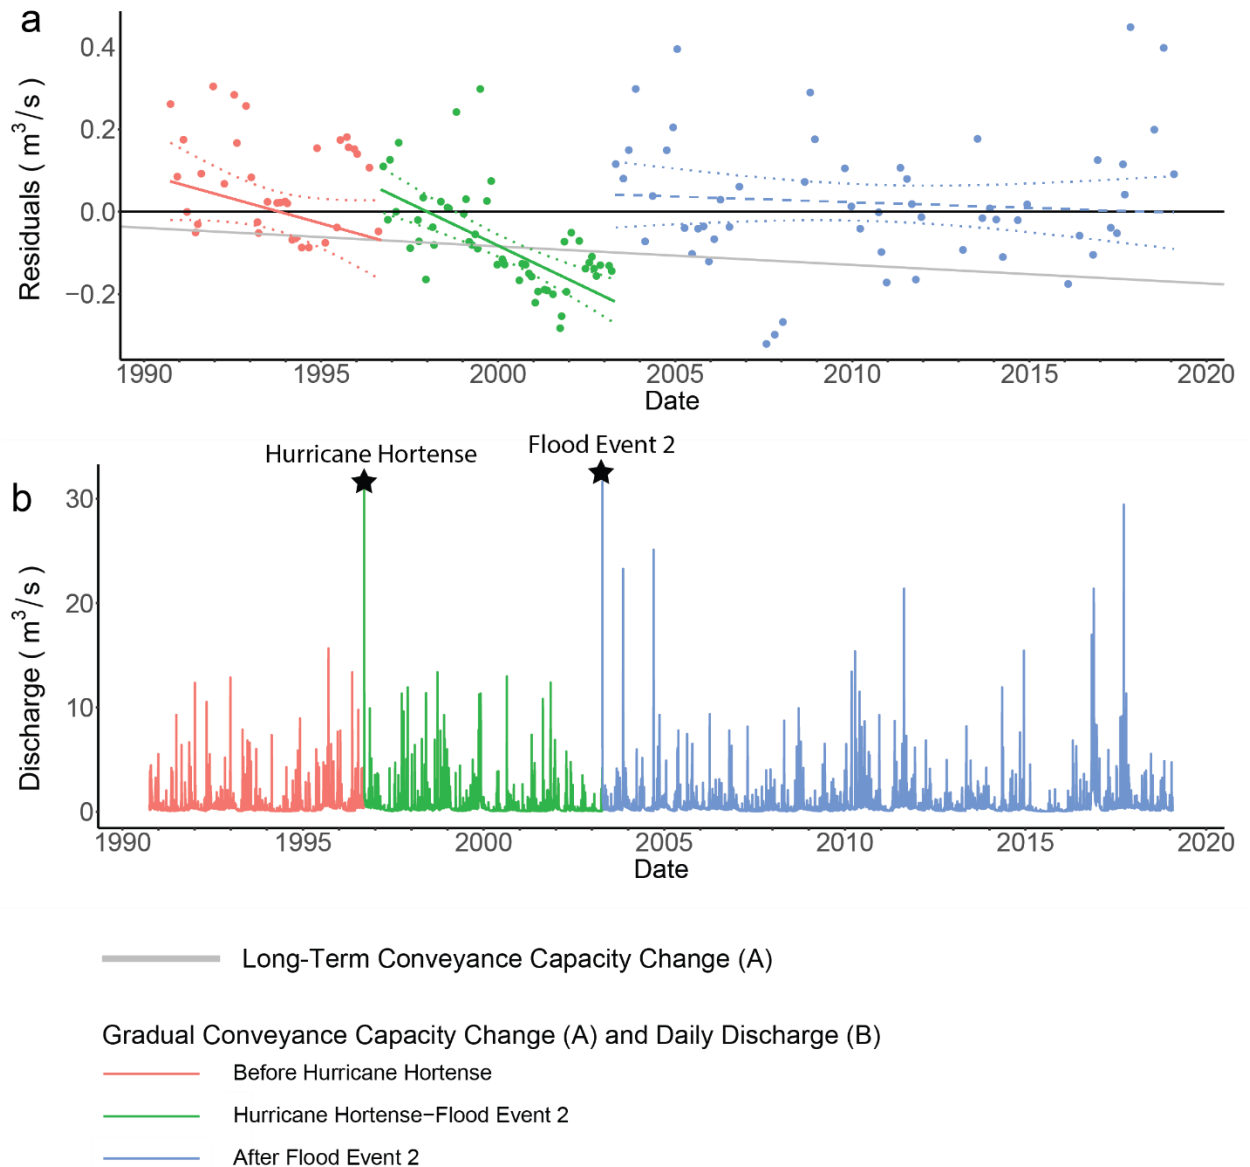 a
Residuals ( m³/s )
0.4
0.2
0.0
−0.2
1990 1995 2000 2005 2010 2015 2020
Date
Hurricane Hortense
Flood Event 2
b
Discharge ( m³/s )
30
20
10
0
1990 1995 2000 2005 2010 2015 2020
Date
Long-Term Conveyance Capacity Change (A)
Gradual Conveyance Capacity Change (A) and Daily Discharge (B)
Before Hurricane Hortense
Hurricane Hortense−Flood Event 2
After Flood Event 2